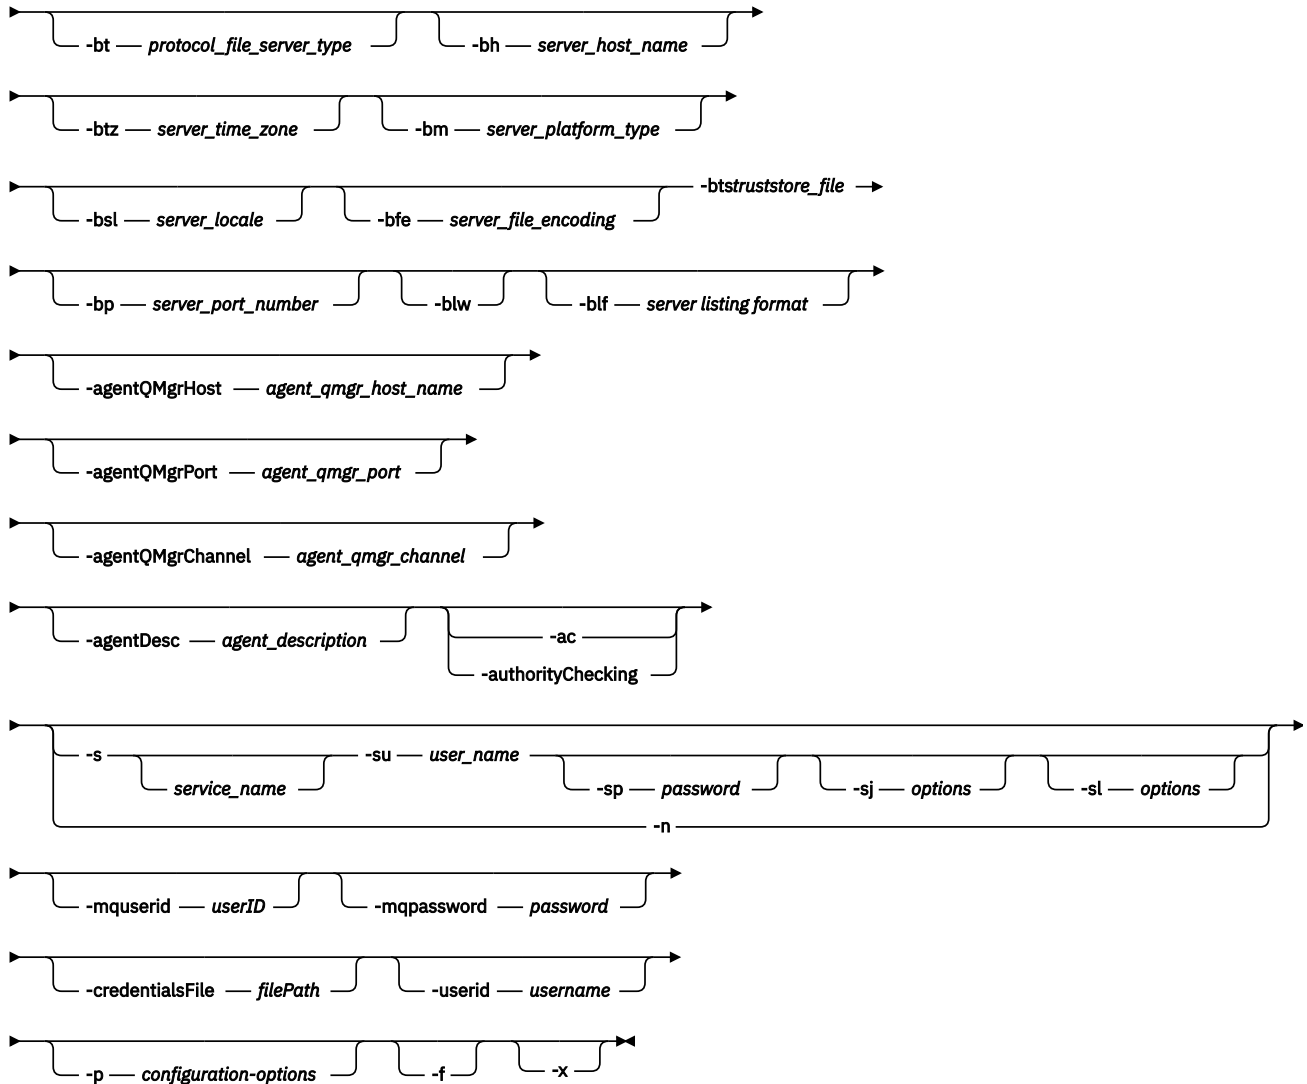 -bt protocol_file_server_type -bh server_host_name
-btz server_time_zone -bm server_platform_type
-btstruststore_file
-bsl server_locale -bfe server_file_encoding
-bp server_port_number -blw -blf server listing format
-agentQMgrHost agent_qmgr_host_name
-agentQMgrPort agent_qmgr_port
-agentQMgrChannel agent_qmgr_channel
-ac
-agentDesc agent_description
-authorityChecking
-s -su user_name
service_name -sp password -sj options -sl options
-n
-mquserid userID -mqpassword password
-credentialsFile filePath -userid username
-p configuration-options -f -x